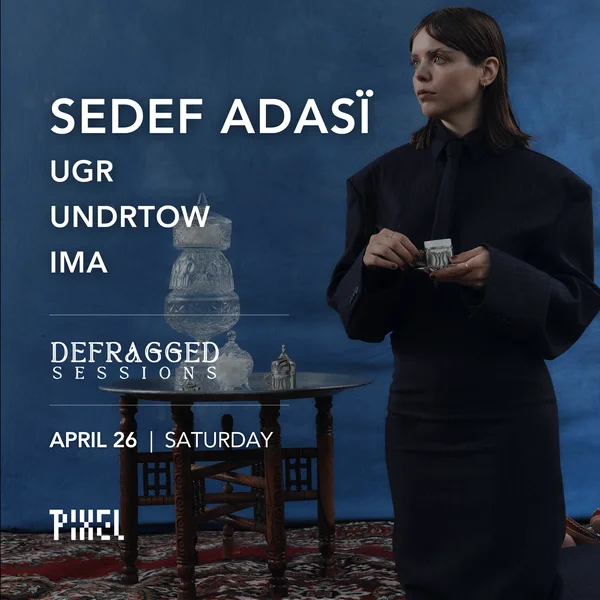 SEDEF ADASÏ
UGR
UNDRTOW
IMA
DEFRAGGED
SESSIONS
APRIL 26 | SATURDAY
PIXEL